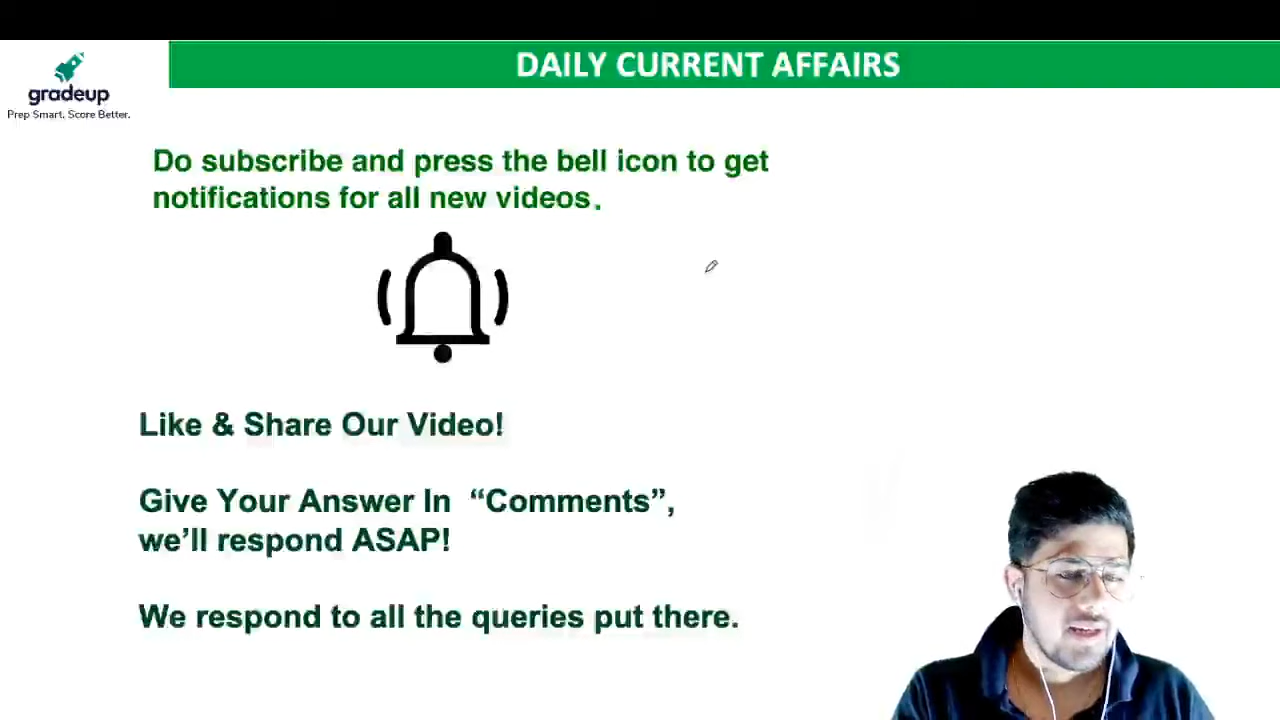 DAILY CURRENT AFFAIRS
gradeup
Prep Smart. Score Better.
Do subscribe and press the bell icon to get
notifications for all new videos.
Like & Share Our Video!
Give Your Answer In “Comments”,
we’ll respond ASAP!
We respond to all the queries put there.